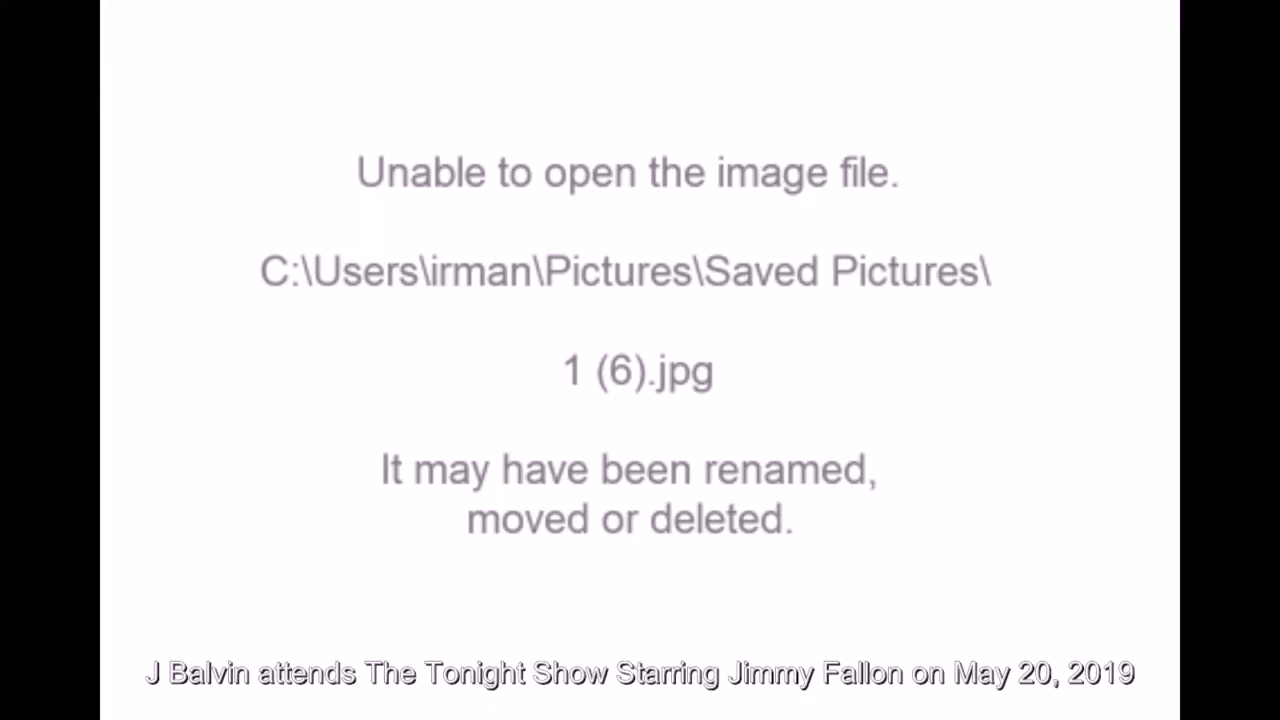 Unable to open the image file.
C:\Users\irman\Pictures\Saved Pictures\
1 (6).jpg
It may have been renamed,
moved or deleted.
J Balvin attends The Tonight Show Starring Jimmy Fallon on May 20, 2019